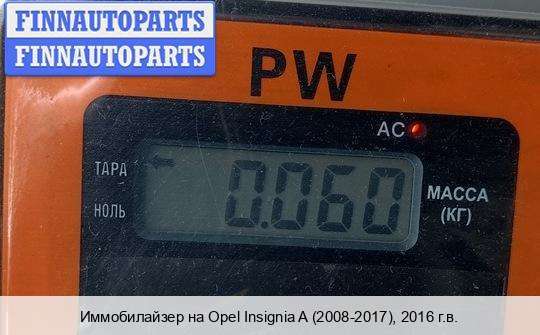 FINNAUTOPARTS
FINNAUTOPARTS
PW
AC
ТАРА
0.060
МАССА
(КГ)
НОЛЬ
Иммобилайзер на Opel Insignia A (2008-2017), 2016 г.в.